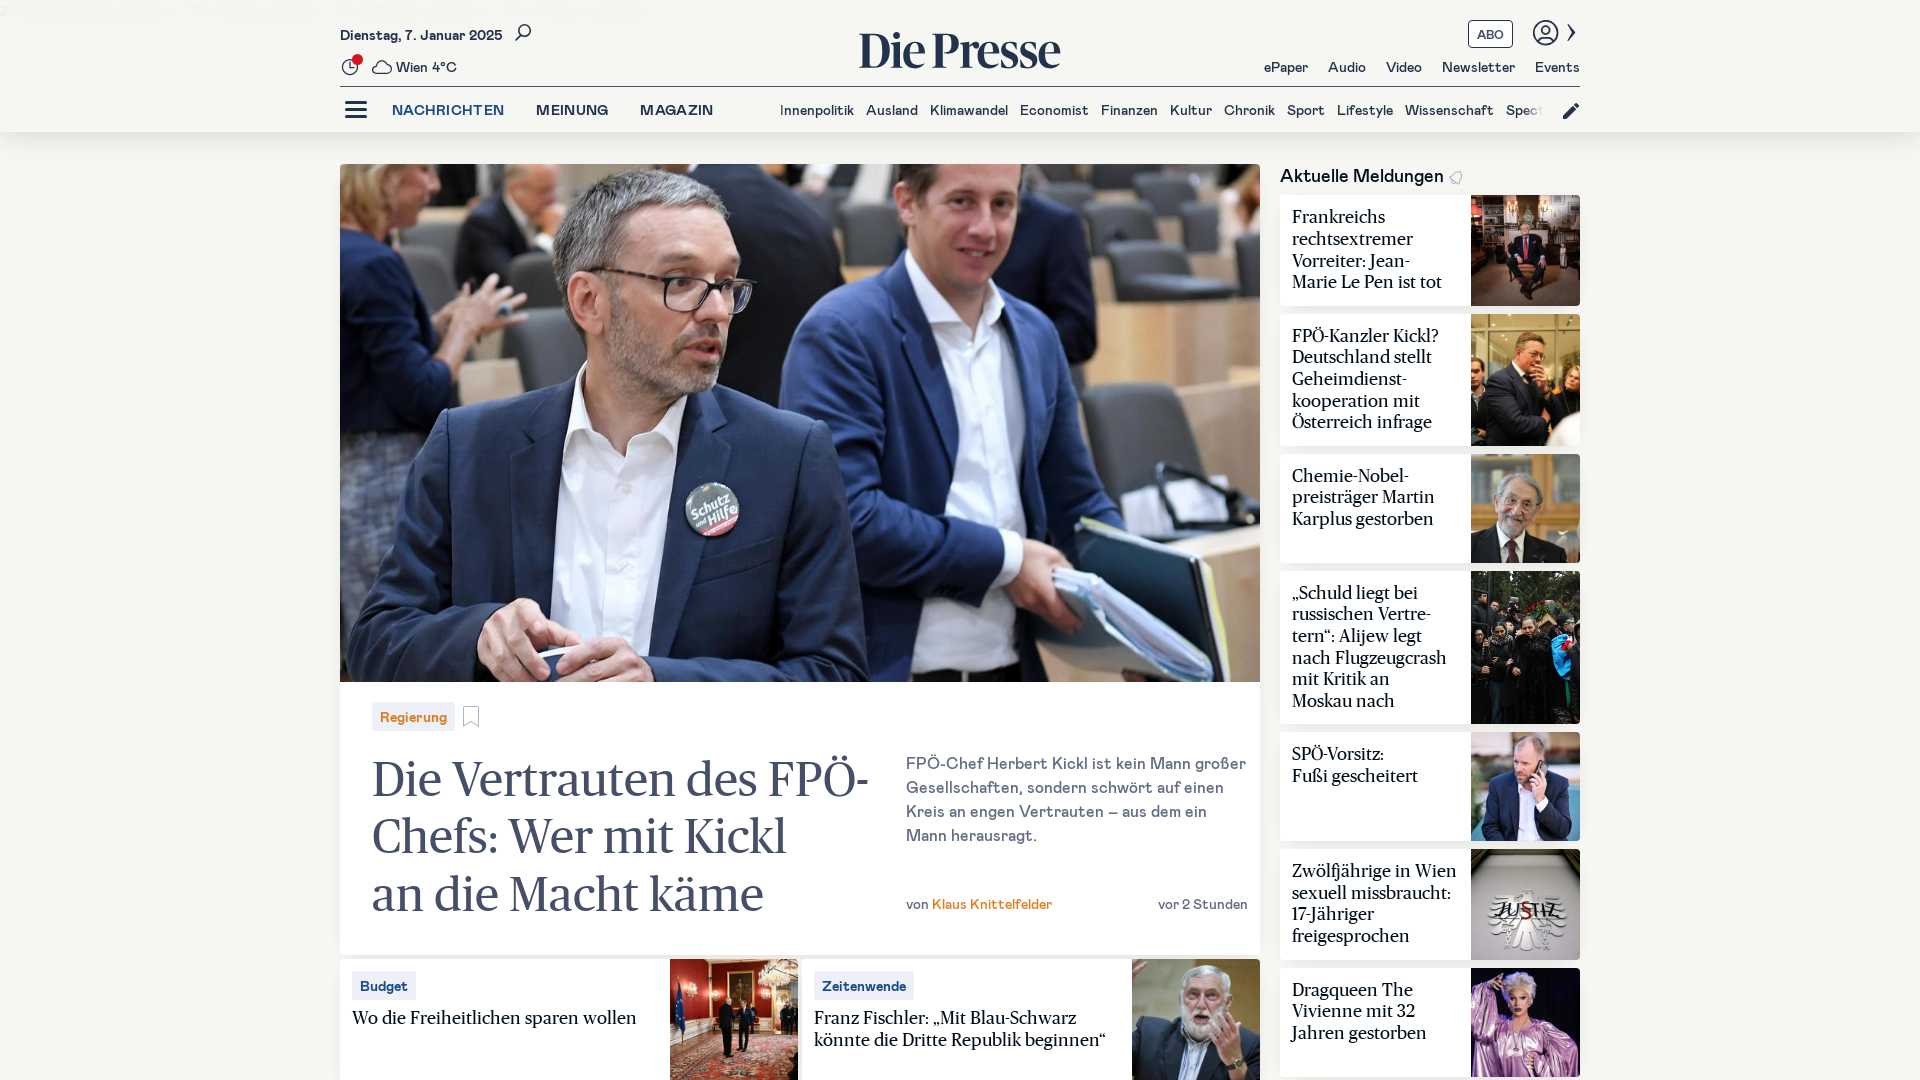 Dienstag, 7. Januar 2025
Wien 4°C
Die Presse
ABO
ePaper Audio Video Newsletter Events
NACHRICHTEN MEINUNG MAGAZIN
Innenpolitik Ausland Klimawandel Economist Finanzen Kultur Chronik Sport Lifestyle Wissenschaft Spect
Schutz
und Hilfe
Regierung
Die Vertrauten des FPÖ-
Chefs: Wer mit Kickl
an die Macht käme
FPÖ-Chef Herbert Kickl ist kein Mann großer
Gesellschaften, sondern schwört auf einen
Kreis an engen Vertrauten – aus dem ein
Mann herausragt.
von Klaus Knittelfelder
vor 2 Stunden
Budget
Wo die Freiheitlichen sparen wollen
Zeitenwende
Franz Fischler: „Mit Blau-Schwarz
könnte die Dritte Republik beginnen“
Aktuelle Meldungen
Frankreichs
rechtsextremer
Vorreiter: Jean-
Marie Le Pen ist tot
FPÖ-Kanzler Kickl?
Deutschland stellt
Geheimdienst-
kooperation mit
Österreich infrage
Chemie-Nobel-
preisträger Martin
Karplus gestorben
„Schuld liegt bei
russischen Vertre-
tern“: Alijew legt
nach Flugzeugcrash
mit Kritik an
Moskau nach
SPÖ-Vorsitz:
Fußi gescheitert
Zwölfjährige in Wien
sexuell missbraucht:
17-Jähriger
freigesprochen
JUSTIZ
Dragqueen The
Vivienne mit 32
Jahren gestorben